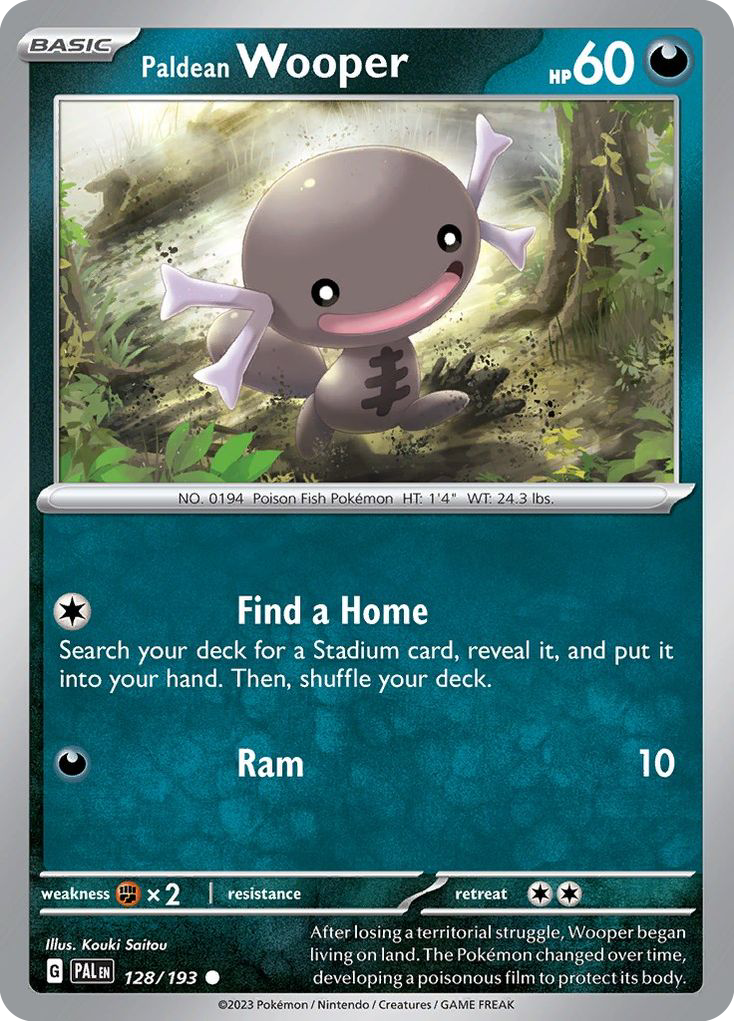 BASIC
Paldean Wooper HP 60
NO. 0194 Poison Fish Pokémon HT: 1'4" WT: 24.3 lbs.
Find a Home
Search your deck for a Stadium card, reveal it, and put it
into your hand. Then, shuffle your deck.
Ram 10
weakness ×2 resistance retreat
Illus. Kouki Saitou
G PAL EN 128/193
After losing a territorial struggle, Wooper began
living on land. The Pokémon changed over time,
developing a poisonous film to protect its body.
©2023 Pokémon / Nintendo / Creatures / GAME FREAK